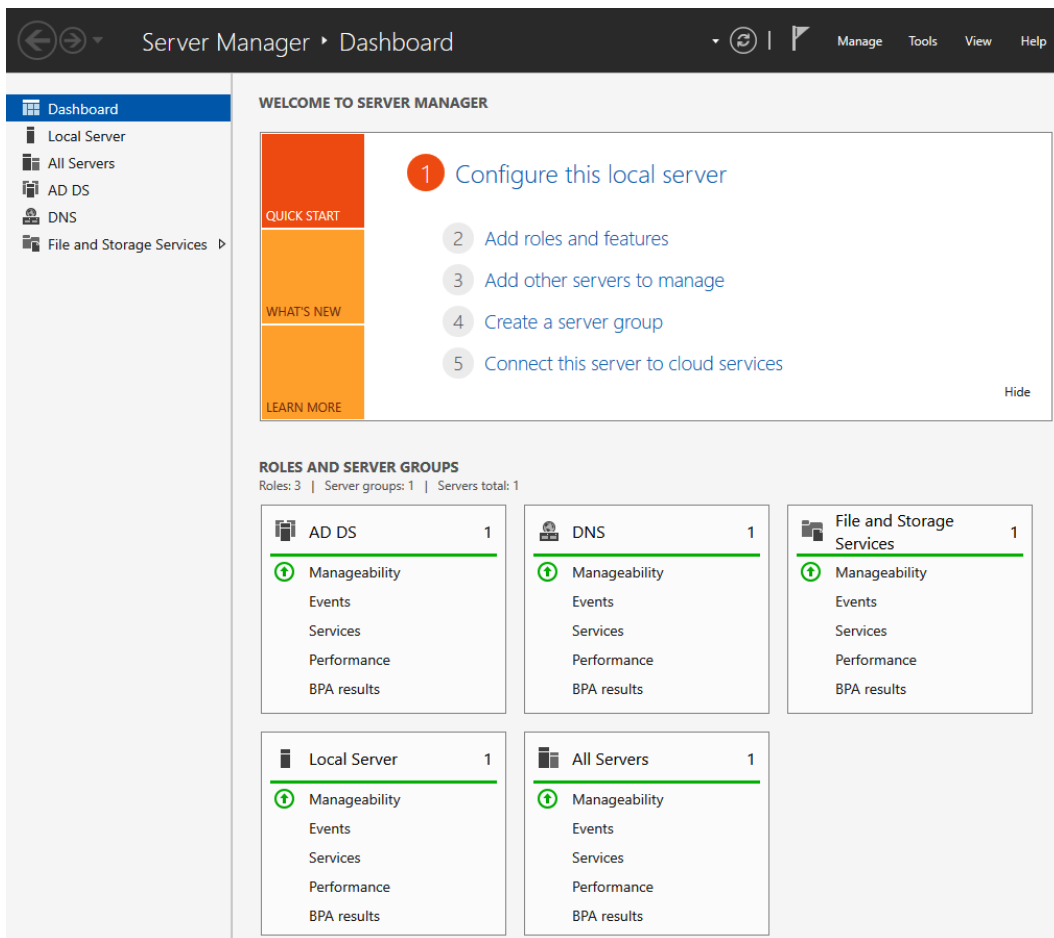 Server Manager ‣ Dashboard
Manage Tools View Help
Dashboard
Local Server
All Servers
AD DS
DNS
File and Storage Services
WELCOME TO SERVER MANAGER
QUICK START
WHAT'S NEW
LEARN MORE
1 Configure this local server
2 Add roles and features
3 Add other servers to manage
4 Create a server group
5 Connect this server to cloud services
Hide
ROLES AND SERVER GROUPS
Roles: 3 | Server groups: 1 | Servers total: 1
AD DS 1
Manageability
Events
Services
Performance
BPA results
DNS 1
Manageability
Events
Services
Performance
BPA results
File and Storage
Services 1
Manageability
Events
Services
Performance
BPA results
Local Server 1
Manageability
Events
Services
Performance
BPA results
All Servers 1
Manageability
Events
Services
Performance
BPA results